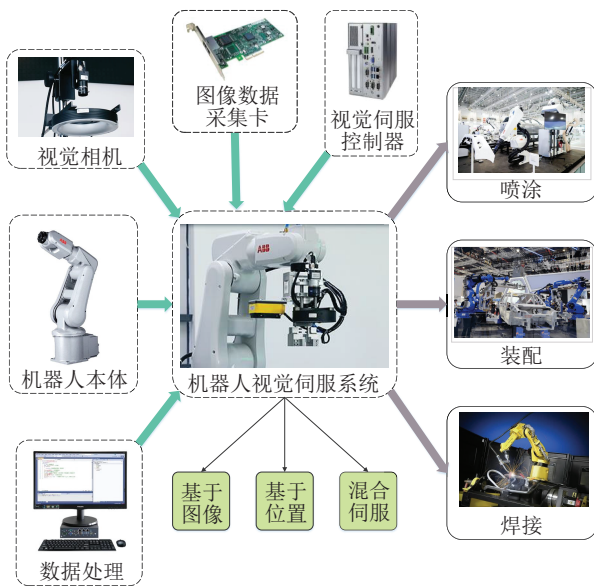 图像数据
采集卡
视觉伺服
控制器
视觉相机
喷涂
ABB
ABB
机器人本体
机器人视觉伺服系统
装配
基于
图像
基于
位置
混合
伺服
数据处理
焊接